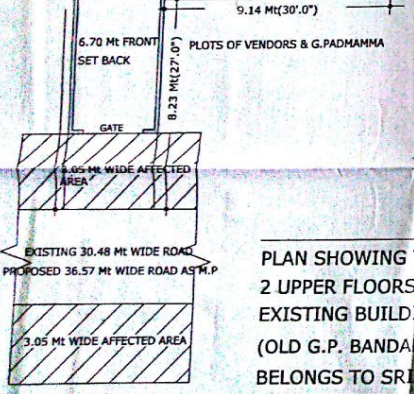 9.14 Mt(30'.0")
6.70 Mt FRONT
SET BACK
8.23 Mt(27'.0")
PLOTS OF VENDORS & G.PADMAMMA
GATE
3.05 Mt WIDE AFFECTED
AREA
EXISTING 30.48 Mt WIDE ROAD
PROPOSED 36.57 Mt WIDE ROAD AS M.P
3.05 Mt WIDE AFFECTED AREA
PLAN SHOWING
2 UPPER FLOORS
EXISTING BUILD
(OLD G.P. BANDA
BELONGS TO SRI